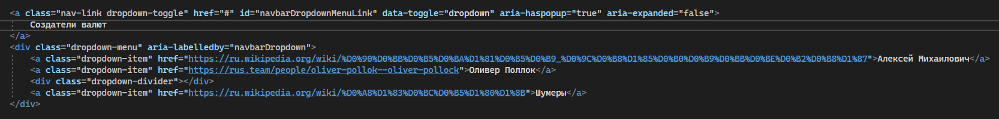 <a class="nav-link dropdown-toggle" href="#" id="navbarDropdownMenuLink" data-toggle="dropdown" aria-haspopup="true" aria-expanded="false">
Создатели валют
</a>
<div class="dropdown-menu" aria-labelledby="navbarDropdown">
<a class="dropdown-item" href="https://ru.wikipedia.org/wiki/%D0%90%D0%BB%D0%B5%D0%BA%D1%81%D0%B5%D0%B9_%D0%9C%D0%B8%D1%85%D0%B0%D0%B9%D0%BB%D0%BE%D0%B2%D0%B8%D1%87">Алексей Михаилович</a>
<a class="dropdown-item" href="https://rus.team/people/oliver-pollok--oliver-pollock">Оливер Поллок</a>
<div class="dropdown-divider"></div>
<a class="dropdown-item" href="https://ru.wikipedia.org/wiki/%D0%A8%D1%83%D0%BC%D0%B5%D1%80%D1%8B">Шумеры</a>
</div>